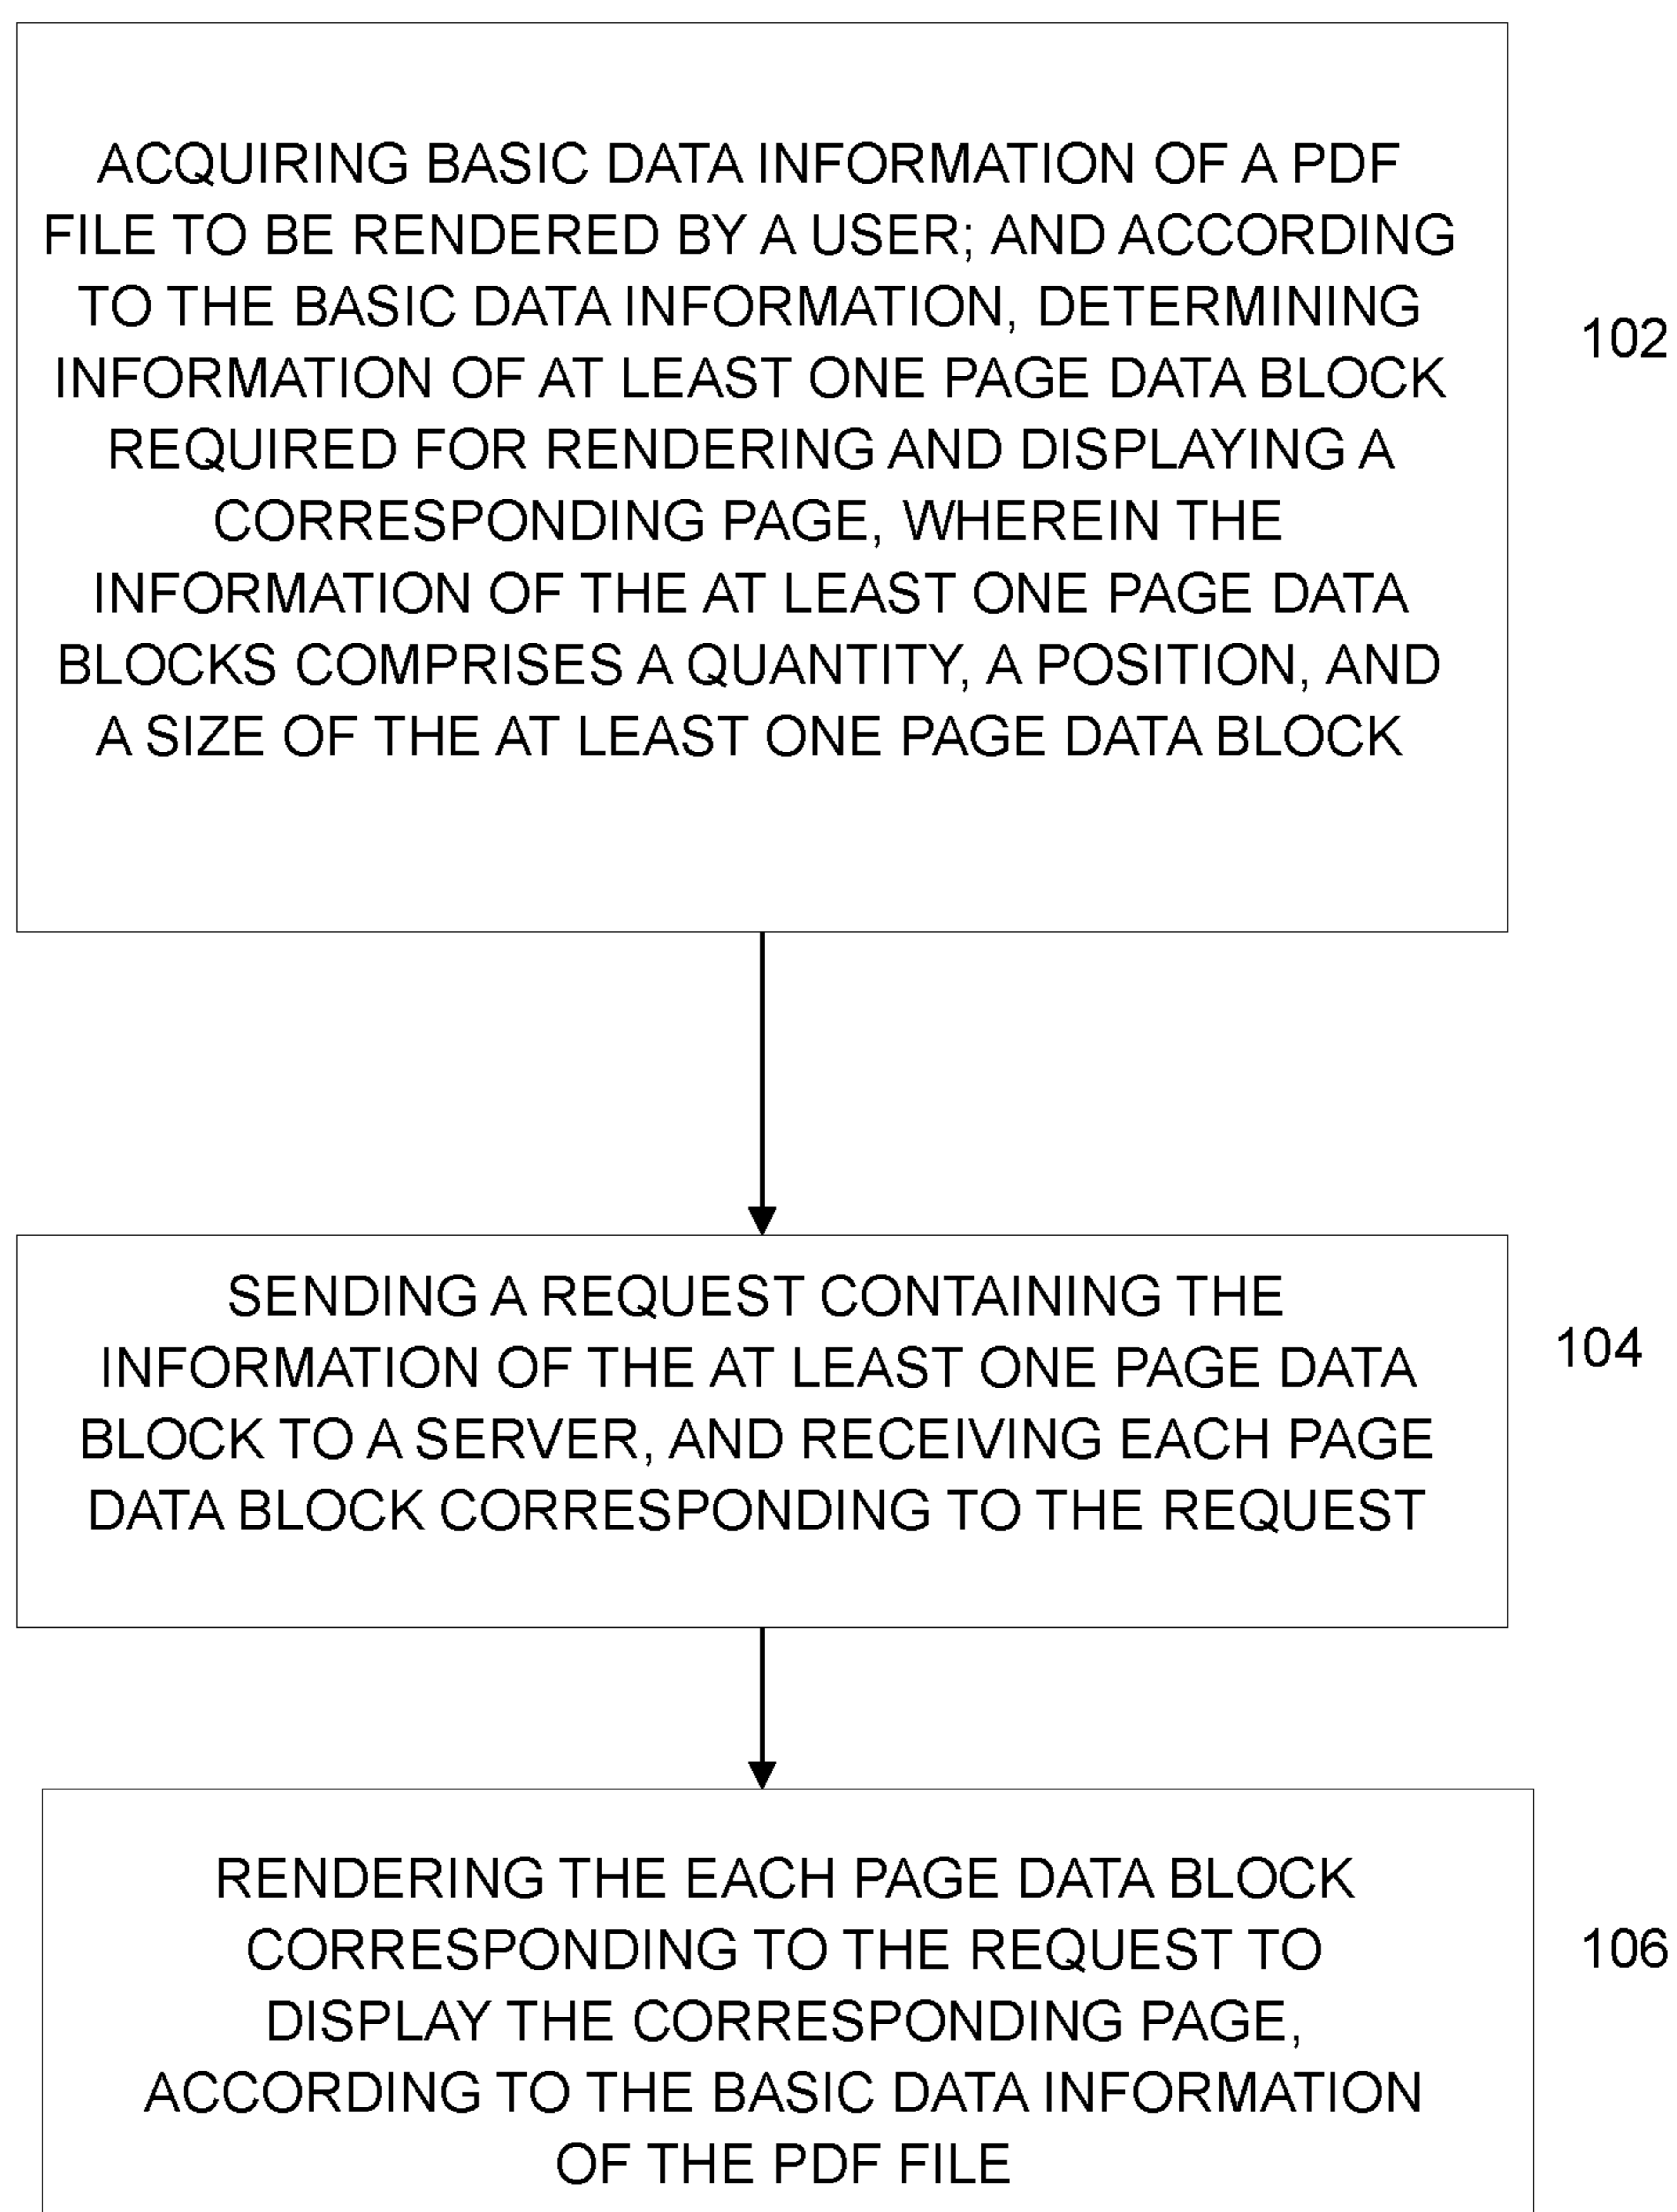 ACQUIRING BASIC DATA INFORMATION OF A PDF
FILE TO BE RENDERED BY A USER; AND ACCORDING
TO THE BASIC DATA INFORMATION, DETERMINING
INFORMATION OF AT LEAST ONE PAGE DATA BLOCK
REQUIRED FOR RENDERING AND DISPLAYING A
CORRESPONDING PAGE, WHEREIN THE
INFORMATION OF THE AT LEAST ONE PAGE DATA
BLOCKS COMPRISES A QUANTITY, A POSITION, AND
A SIZE OF THE AT LEAST ONE PAGE DATA BLOCK
102
SENDING A REQUEST CONTAINING THE
INFORMATION OF THE AT LEAST ONE PAGE DATA
BLOCK TO A SERVER, AND RECEIVING EACH PAGE
DATA BLOCK CORRESPONDING TO THE REQUEST
104
RENDERING THE EACH PAGE DATA BLOCK
CORRESPONDING TO THE REQUEST TO
DISPLAY THE CORRESPONDING PAGE,
ACCORDING TO THE BASIC DATA INFORMATION
OF THE PDF FILE
106